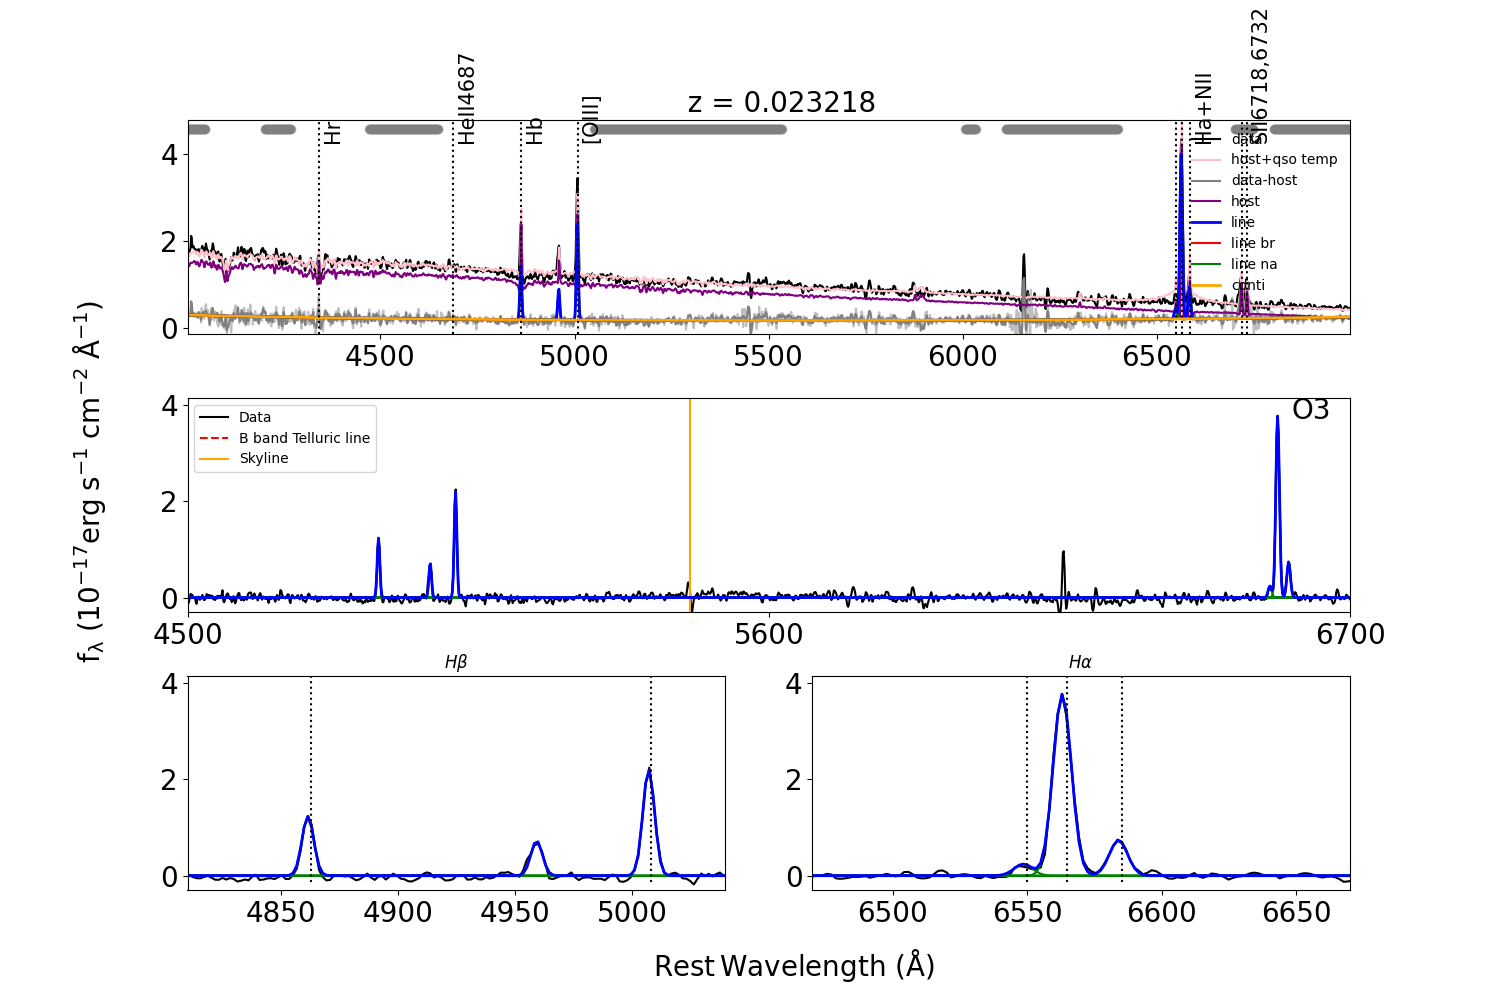 z = 0.023218
Hr
HeII4687
Hb
[OIII]
Ha+NII
SII6718,6732
data
host+qso temp
data-host
host
line
line br
line na
conti
4
2
0
4500 5000 5500 6000 6500
Data
B band Telluric line
Skyline
O3
4
2
0
4500 5600 6700
fλ (10⁻¹⁷erg s⁻¹ cm⁻² Å⁻¹)
Hβ
4
2
0
4850 4900 4950 5000
Hα
4
2
0
6500 6550 6600 6650
Rest Wavelength (Å)